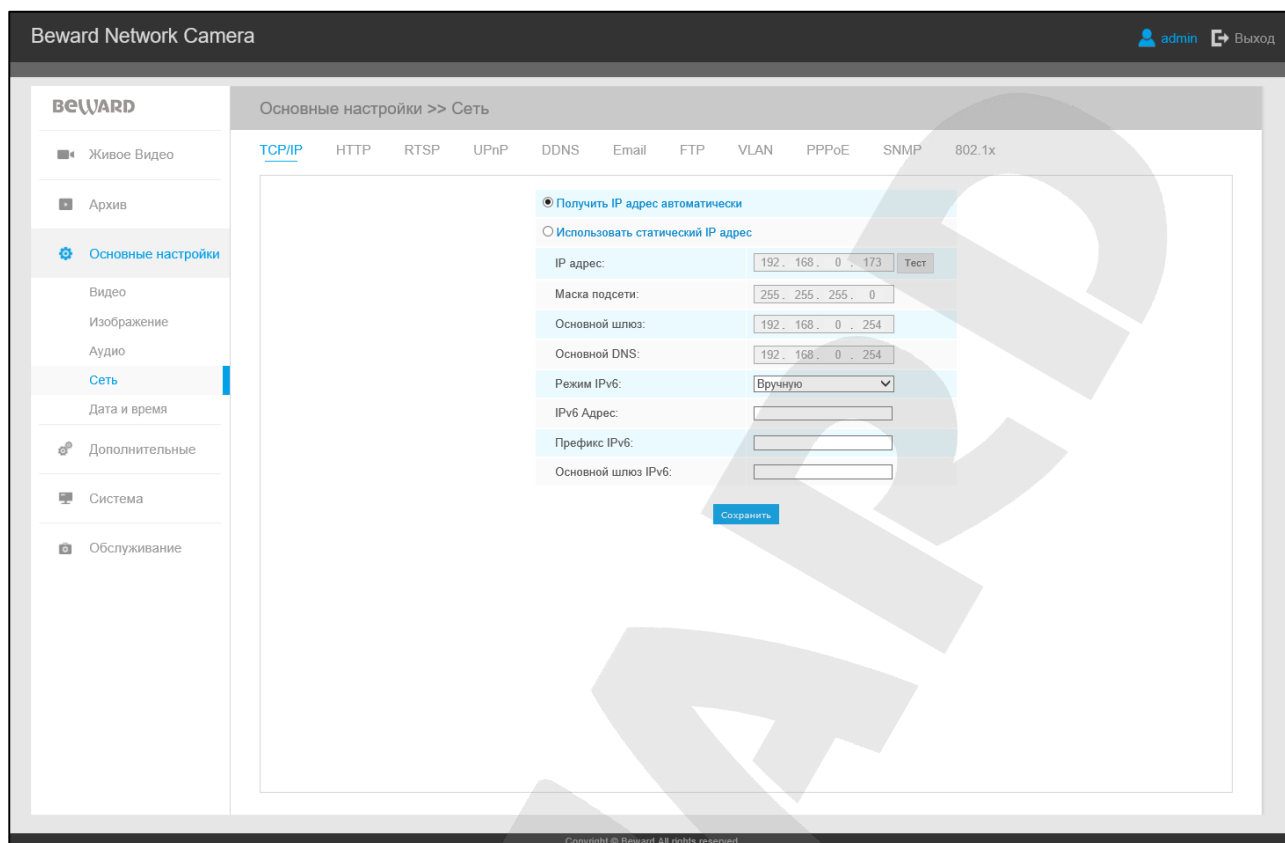 Beward Network Camera
admin Выход
BEWARD
Основные настройки >> Сеть
Живое Видео
Архив
Основные настройки
Видео
Изображение
Аудио
Сеть
Дата и время
Дополнительные
Система
Обслуживание
TCP/IP HTTP RTSP UPnP DDNS Email FTP VLAN PPPoE SNMP 802.1x
Получить IP адрес автоматически
Использовать статический IP адрес
IP адрес: 192. 168. 0 . 173 Тест
Маска подсети: 255. 255. 255. 0
Основной шлюз: 192. 168. 0 . 254
Основной DNS: 192. 168. 0 . 254
Режим IPv6: Вручную
IPv6 Адрес:
Префикс IPv6:
Основной шлюз IPv6:
Сохранить
Copyright © Beward All rights reserved